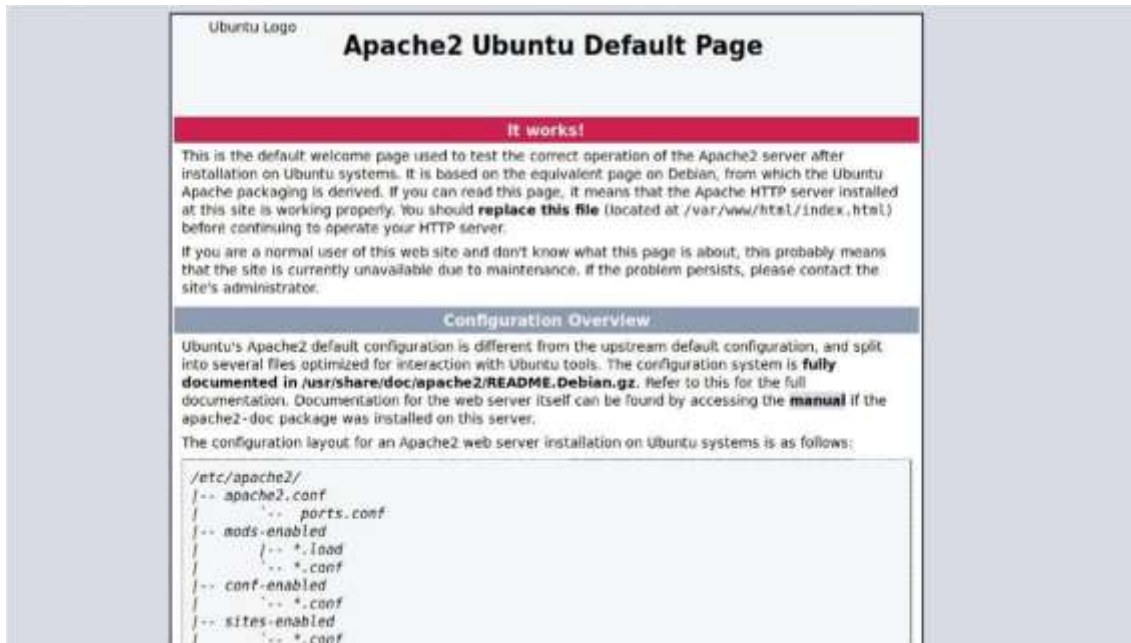 Ubuntu Logo
Apache2 Ubuntu Default Page
It works!
This is the default welcome page used to test the correct operation of the Apache2 server after
installation on Ubuntu systems. It is based on the equivalent page on Debian, from which the Ubuntu
Apache packaging is derived. If you can read this page, it means that the Apache HTTP server installed
at this site is working properly. You should replace this file (located at /var/www/html/index.html)
before continuing to operate your HTTP server.
If you are a normal user of this web site and don't know what this page is about, this probably means
that the site is currently unavailable due to maintenance. If the problem persists, please contact the
site's administrator.
Configuration Overview
Ubuntu's Apache2 default configuration is different from the upstream default configuration, and split
into several files optimized for interaction with Ubuntu tools. The configuration system is fully
documented in /usr/share/doc/apache2/README.Debian.gz. Refer to this for the full
documentation. Documentation for the web server itself can be found by accessing the manual if the
apache2-doc package was installed on this server.
The configuration layout for an Apache2 web server installation on Ubuntu systems is as follows:
/etc/apache2/
|-- apache2.conf
|       `--  ports.conf
|-- mods-enabled
|       |-- *.load
|       `-- *.conf
|-- conf-enabled
|       `-- *.conf
|-- sites-enabled
|       `-- *.conf